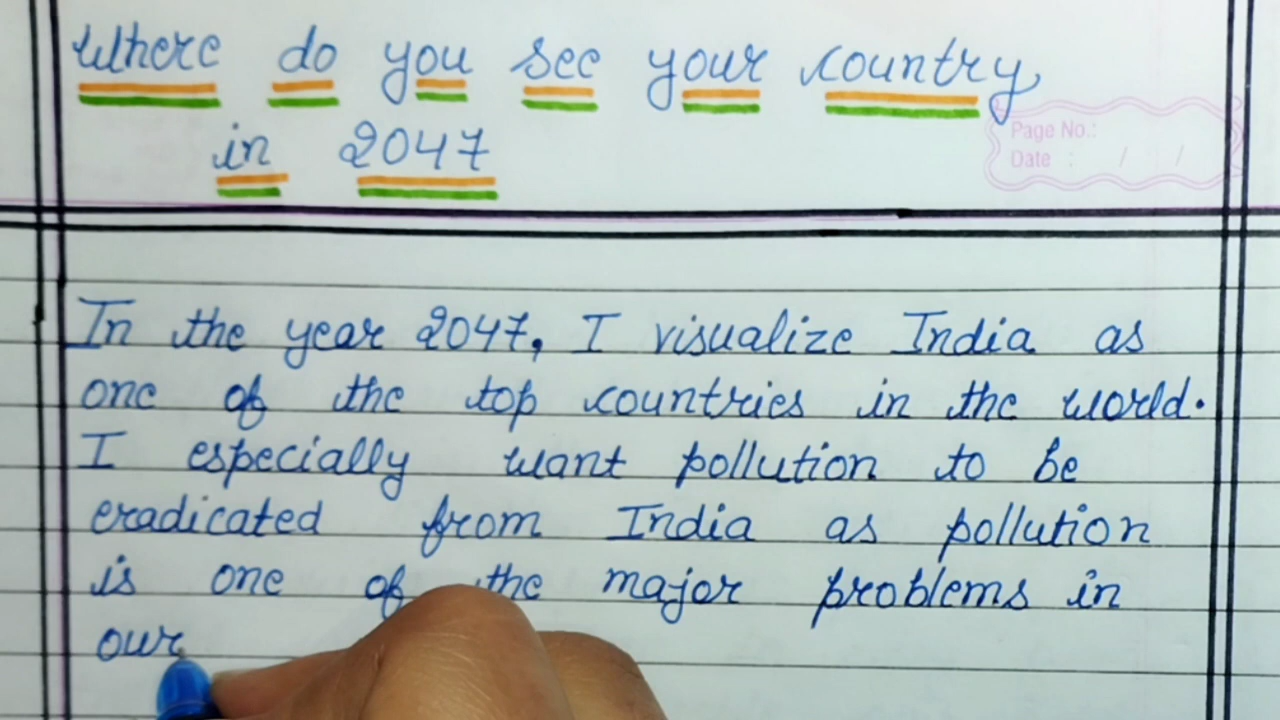 Where do you see your country
in 2047
Page No.:
Date : / /
In the year 2047, I visualize India as
one of the top countries in the world.
I especially want pollution to be
eradicated from India as pollution
is one of the major problems in
our